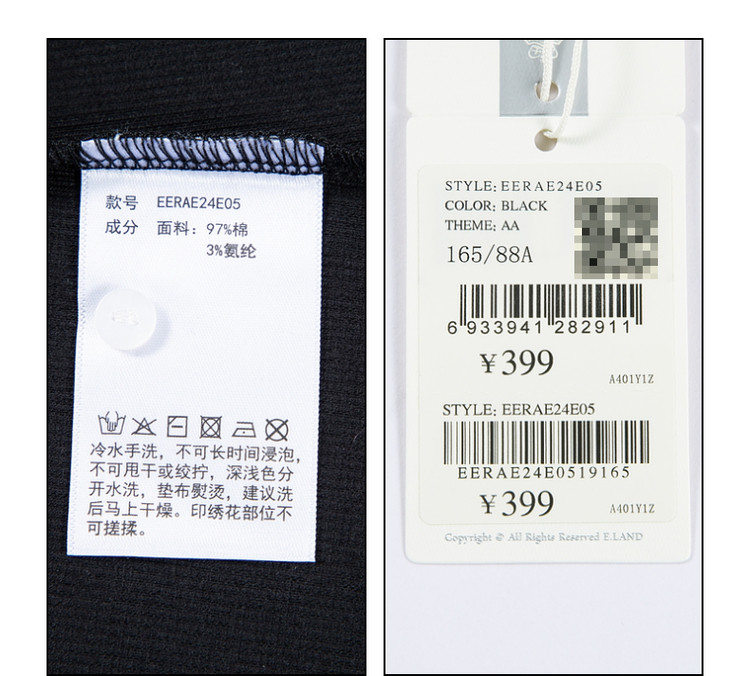 款号 EERAE24E05
成分 面料: 97%棉
3%氨纶
冷水手洗，不可长时间浸泡，
不可甩干或绞拧，深浅色分
开水洗，垫布熨烫，建议洗
后马上干燥。印绣花部位不
可搓揉。
STYLE: EERAE24E05
COLOR: BLACK
THEME: AA
165/88A
6 933941 282911
¥399
A401Y1Z
STYLE: EERAE24E05
EERAE24E0519165
¥399
A401Y1Z
Copyright @ All Rights Reserved E.LAND